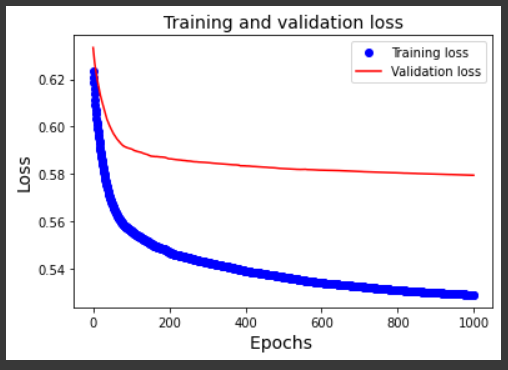 Training and validation loss
Training loss
Validation loss
Loss
0.62
0.60
0.58
0.56
0.54
0 200 400 600 800 1000
Epochs